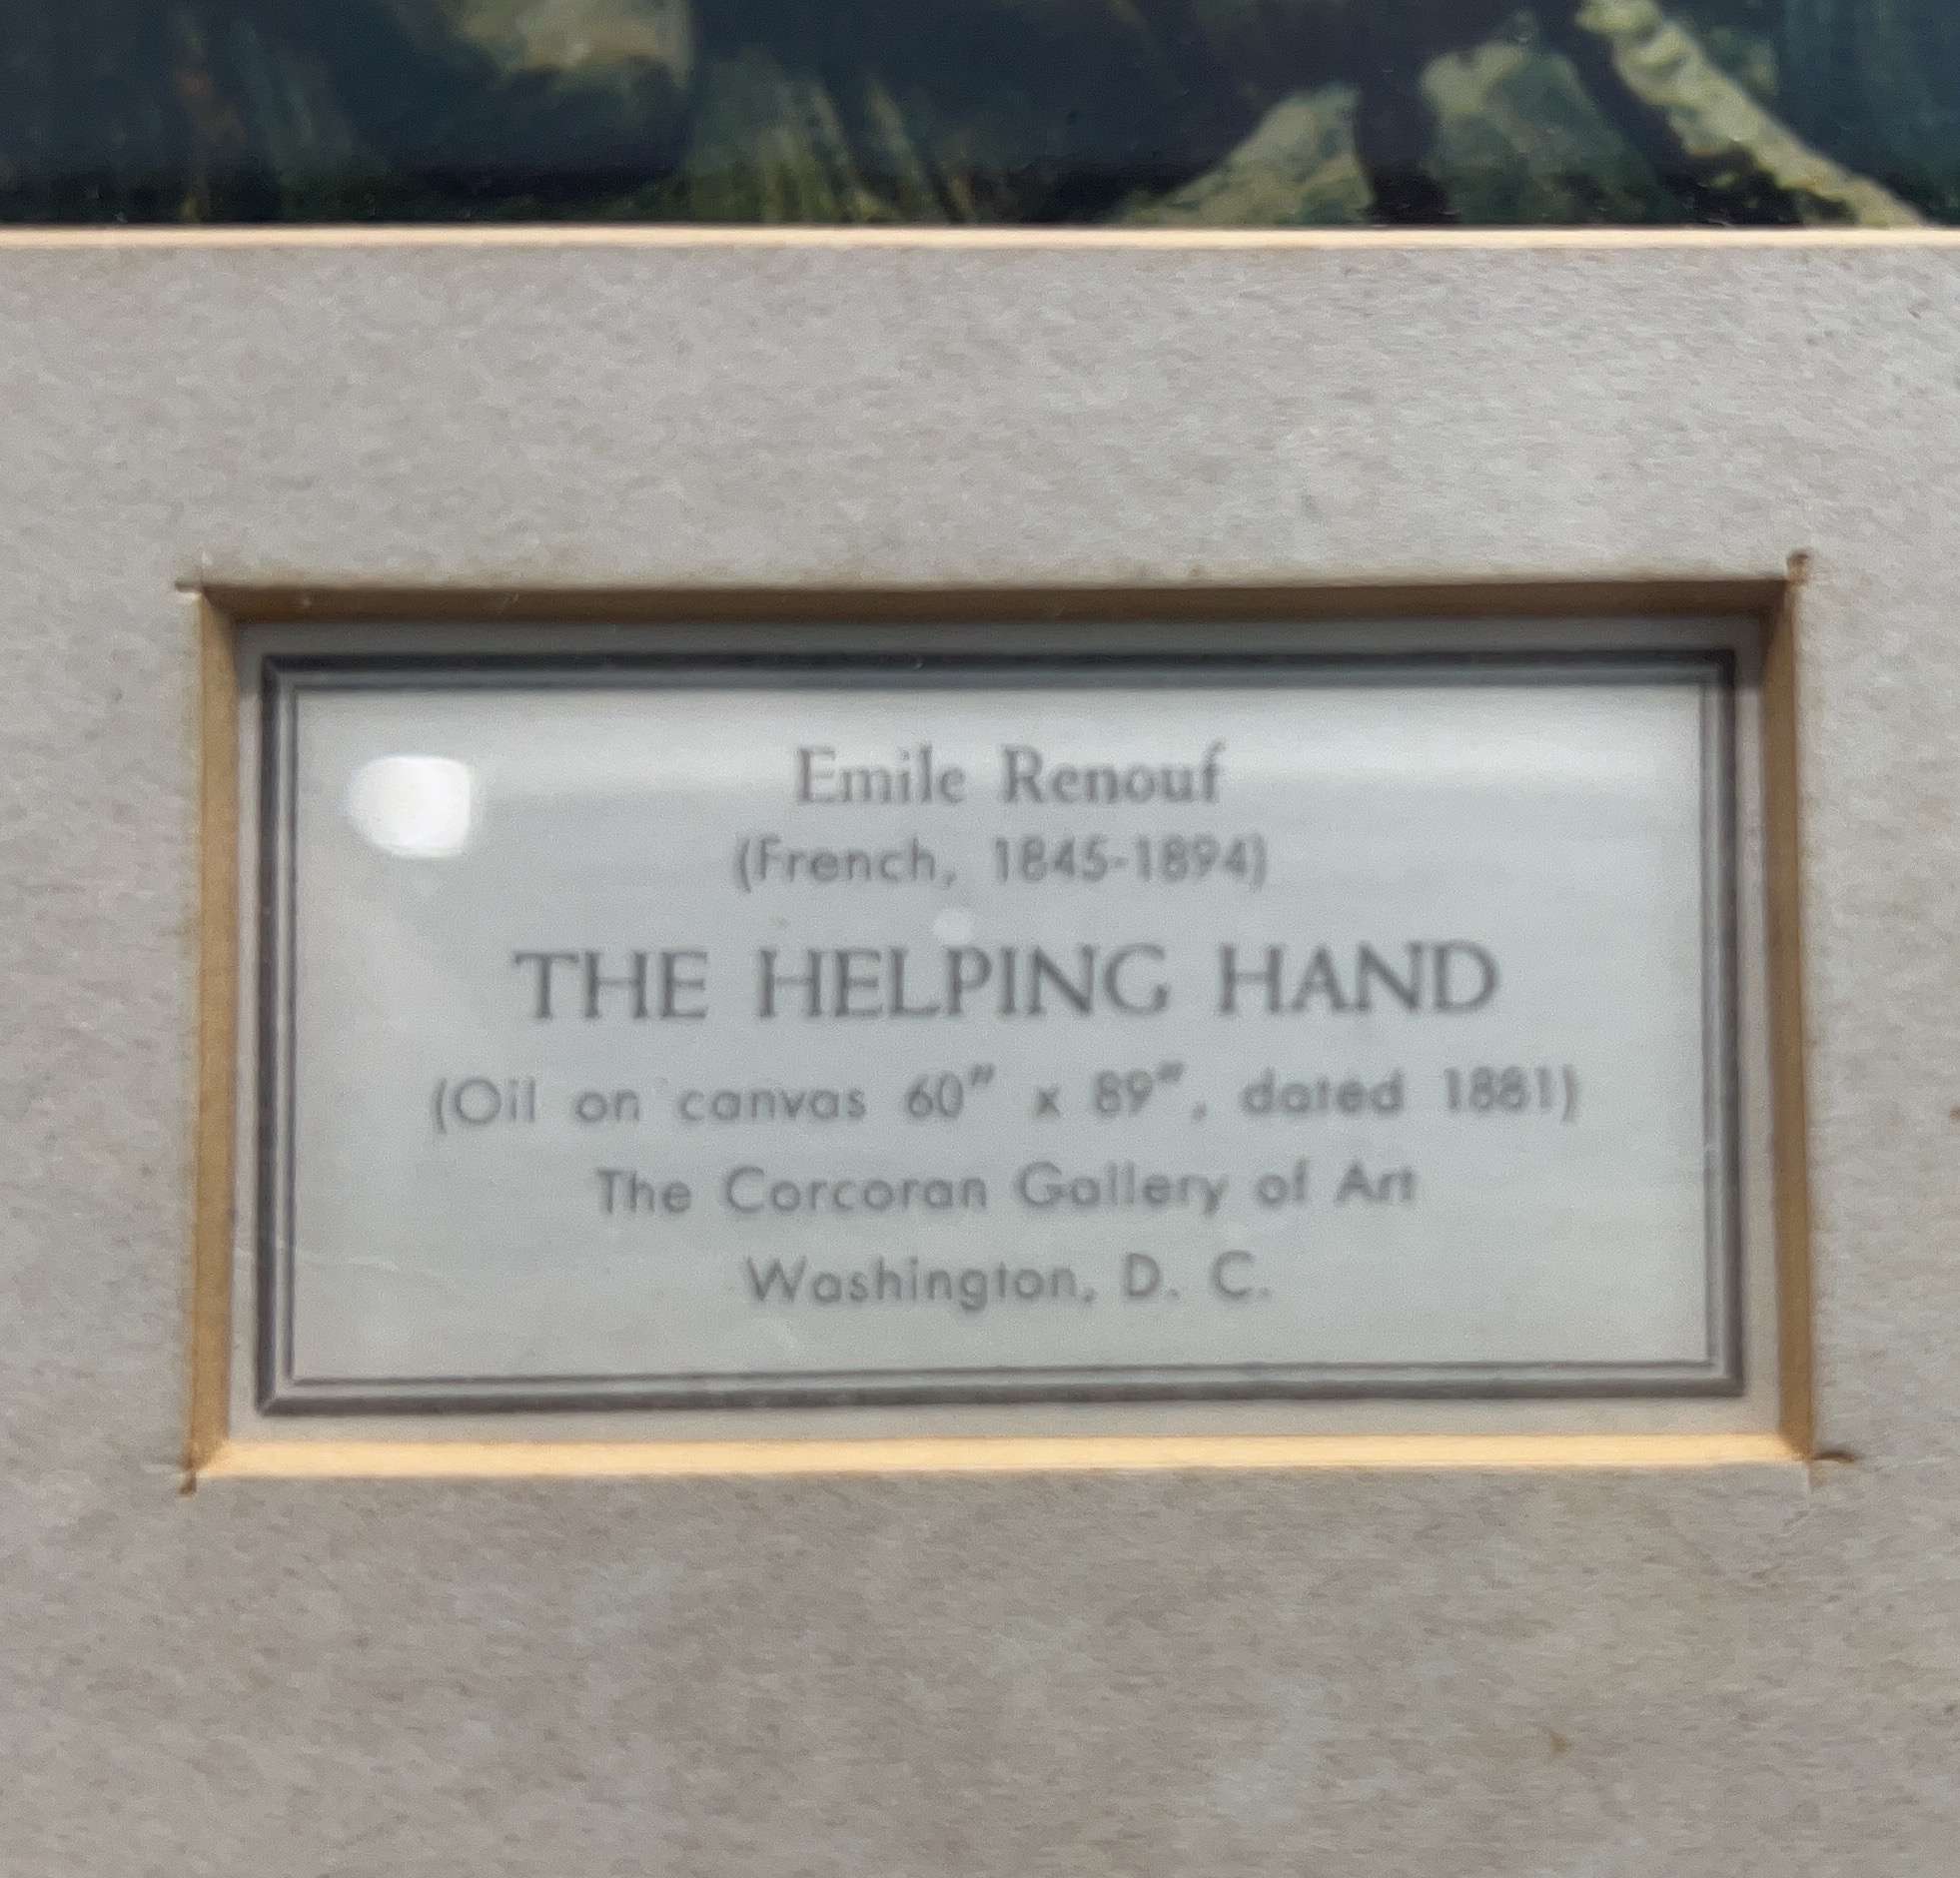 Emile Renouf
(French, 1845-1894)
THE HELPING HAND
(Oil on canvas 60" x 89", dated 1881)
The Corcoran Gallery of Art
Washington, D. C.